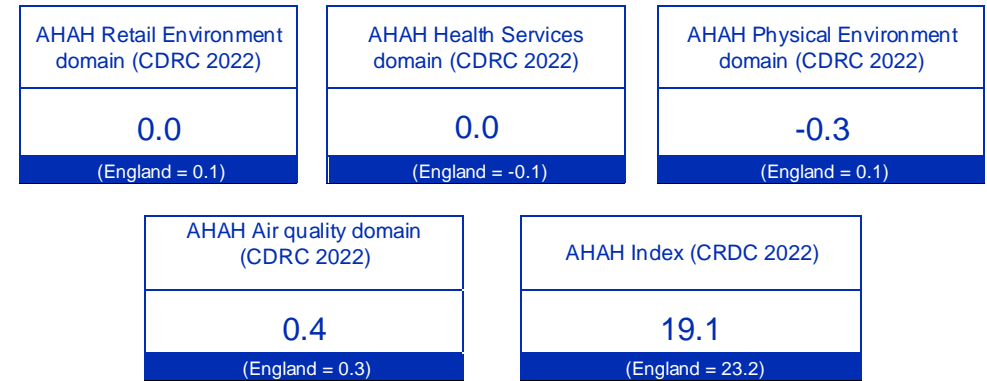 AHAH Retail Environment
domain (CDRC 2022)
0.0
(England = 0.1)
AHAH Health Services
domain (CDRC 2022)
0.0
(England = -0.1)
AHAH Physical Environment
domain (CDRC 2022)
-0.3
(England = 0.1)
AHAH Air quality domain
(CDRC 2022)
0.4
(England = 0.3)
AHAH Index (CRDC 2022)
19.1
(England = 23.2)